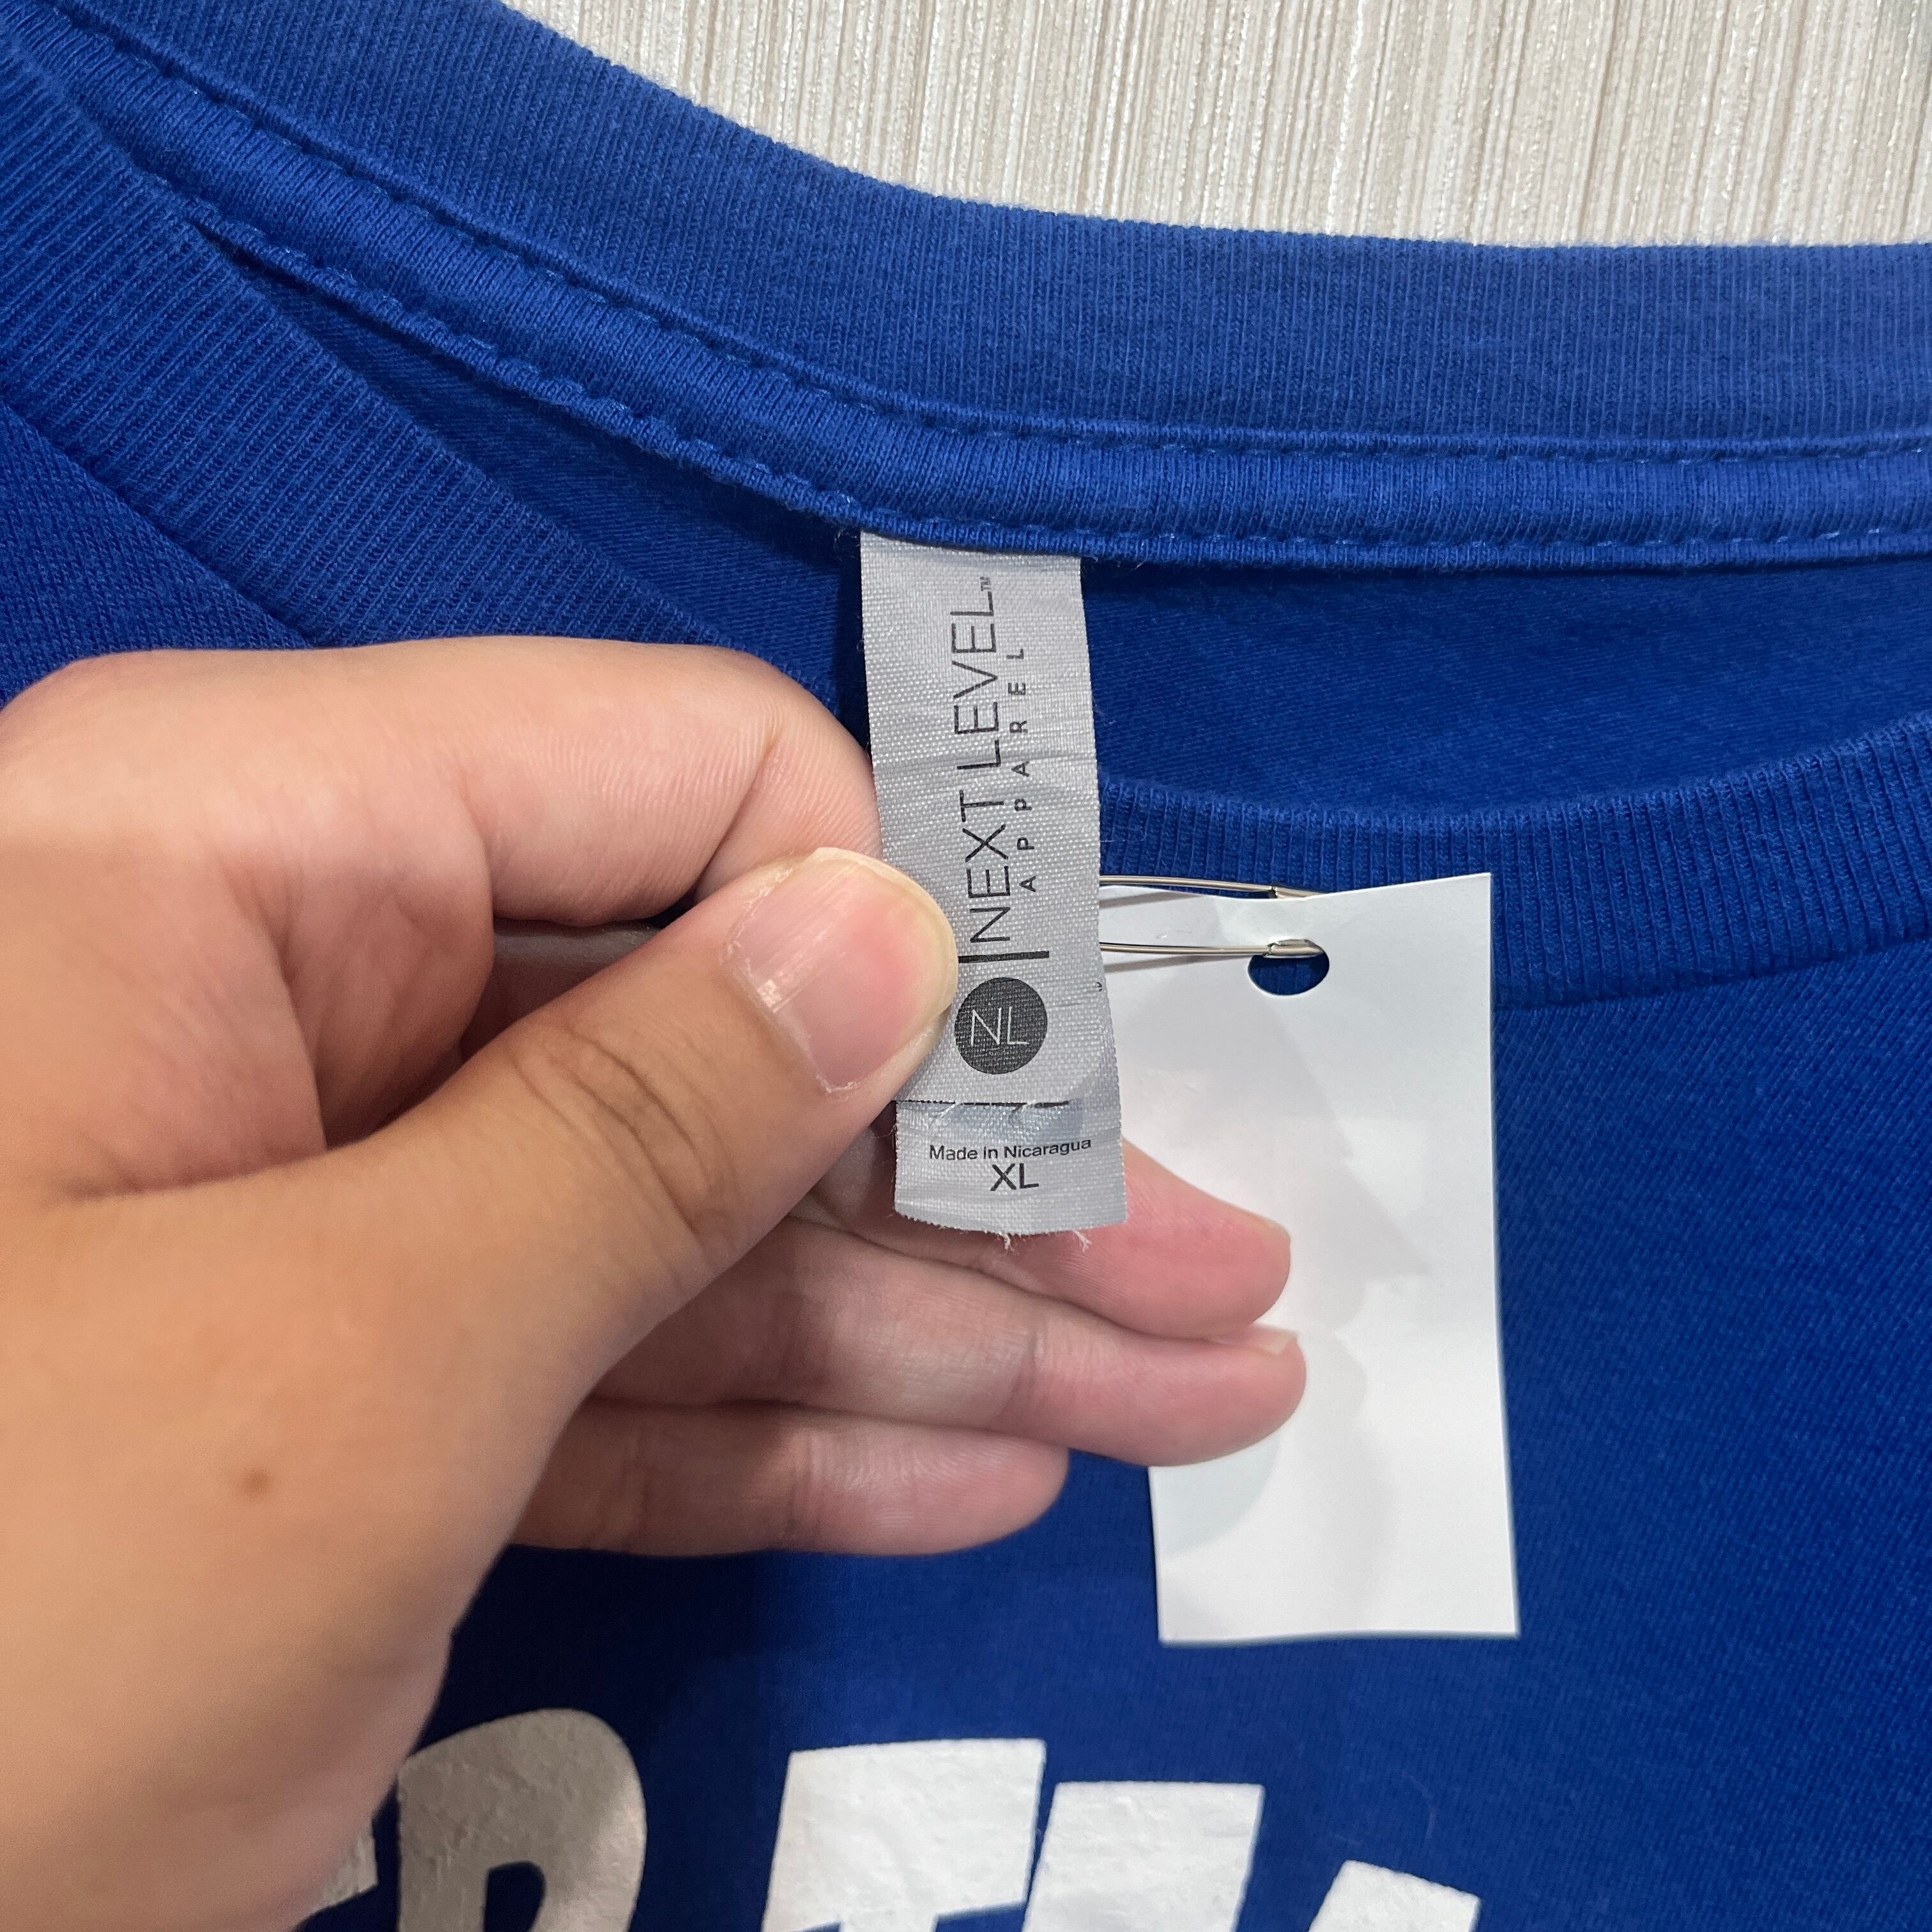 NEXT LEVEL™
APPAREL
NL
Made in Nicaragua
XL